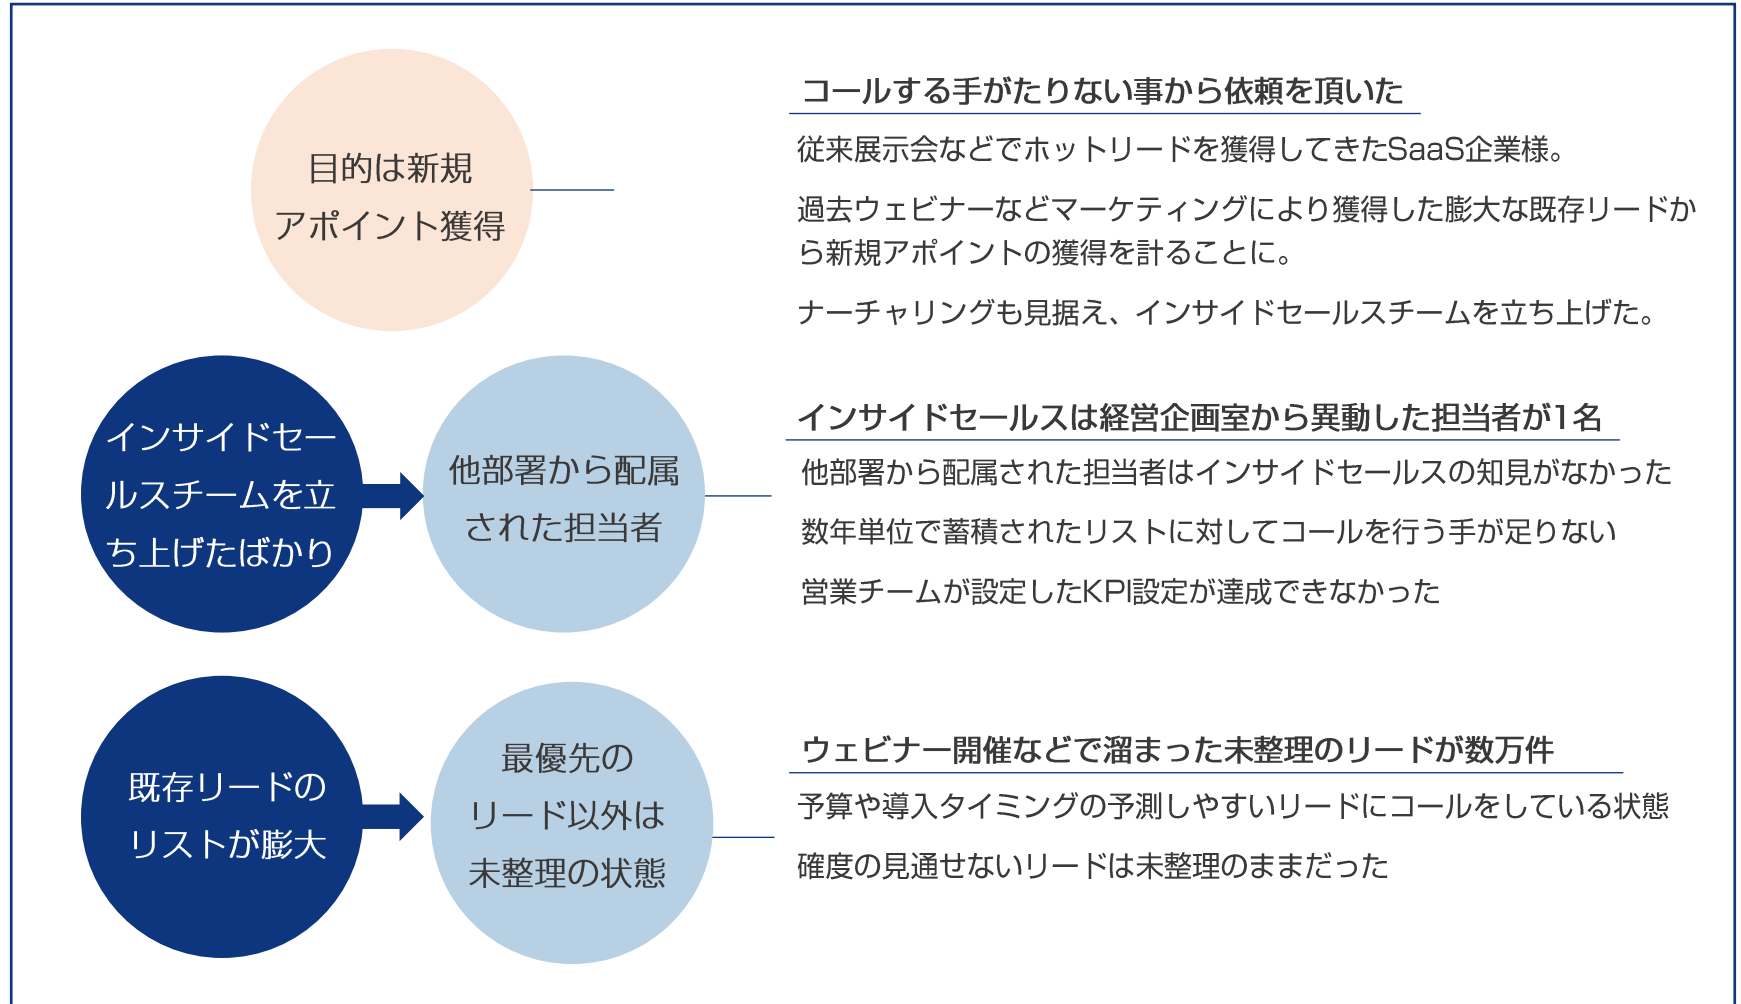 目的は新規
アポイント獲得
コールする手がたりない事から依頼を頂いた
従来展示会などでホットリードを獲得してきたSaaS企業様。
過去ウェビナーなどマーケティングにより獲得した膨大な既存リードか
ら新規アポイントの獲得を計ることに。
ナーチャリングも見据え、インサイドセールスチームを立ち上げた。
インサイドセー
ルスチームを立
ち上げたばかり
他部署から配属
された担当者
インサイドセールスは経営企画室から異動した担当者が1名
他部署から配属された担当者はインサイドセールスの知見がなかった
数年単位で蓄積されたリストに対してコールを行う手が足りない
営業チームが設定したKPI設定が達成できなかった
既存リードの
リストが膨大
最優先の
リード以外は
未整理の状態
ウェビナー開催などで溜まった未整理のリードが数万件
予算や導入タイミングの予測しやすいリードにコールをしている状態
確度の見通せないリードは未整理のままだった